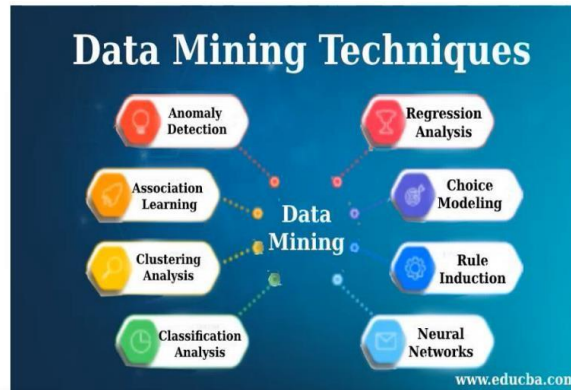 Data Mining Techniques
Anomaly
Detection
Association
Learning
Clustering
Analysis
Classification
Analysis
Data
Mining
Regression
Analysis
Choice
Modeling
Rule
Induction
Neural
Networks
www.educba.com